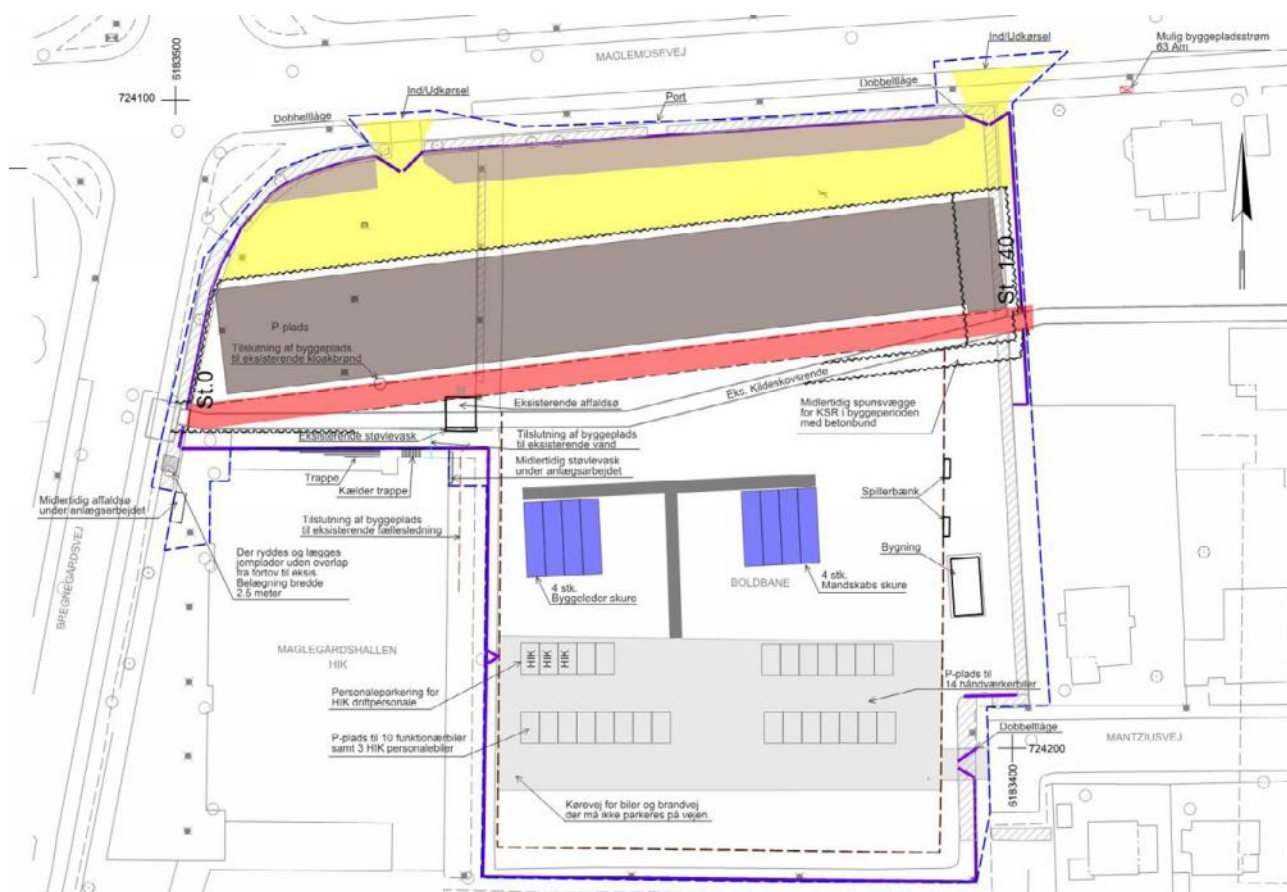 MAGLEMOSEVEJ
Ind/Udkørsel
Mulig byggepladsstrøm
63 Am
6183500
724100
Ind/Udkørsel
Dobbeltlåge
Port
Dobbeltlåge
St. 140
P-plads
Tilslutning af byggeplads
til eksisterende kloakbrønd
St.0
Eks. Kildeskovsrende
Eksisterende affaldsø
Midlertidig spunsvægge
for KSR i byggeperioden
med betonbund
Eksisterende støvlevask
Tilslutning af byggeplads
til eksisterende vand
Trappe
Kælder trappe
Midlertidig støvlevask
under anlægsarbejdet
Midlertidig affaldsø
under anlægsarbejdet
Spillerbænk
Tilslutning af byggeplads
til eksisterende fællesledning
Bygning
Der ryddes og lægges
jernplader uden overlap
fra fortov til eksis.
Belægning bredde
2.5 meter
BREGNEGÅRDSVEJ
4 stk.
Byggeleder skure
BOLDBANE
4 stk.
Mandskabs skure
MAGLEGÅRDSHALLEN
HIK
HIK
HIK
HIK
Personaleparkering for
HIK driftpersonale
P-plads til
14 håndværkerbiler
P-plads til 10 funktionærbiler
samt 3 HIK personalebiler
Dobbeltlåge
MANTZIUSVEJ
724200
6183400
Kørevej for biler og brandvej
der må ikke parkeres på vejen.